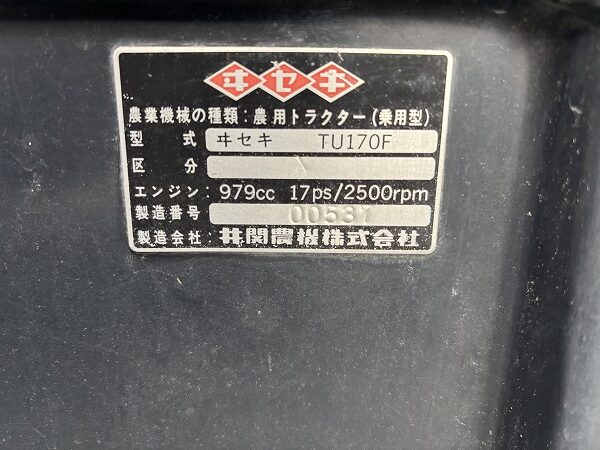 ヰセキ
農業機械の種類：農用トラクター（乗用型）
型式 ヰセキ TU170F
区分
エンジン：979cc 17ps/2500rpm
製造番号 00531
製造会社：井関農機株式会社